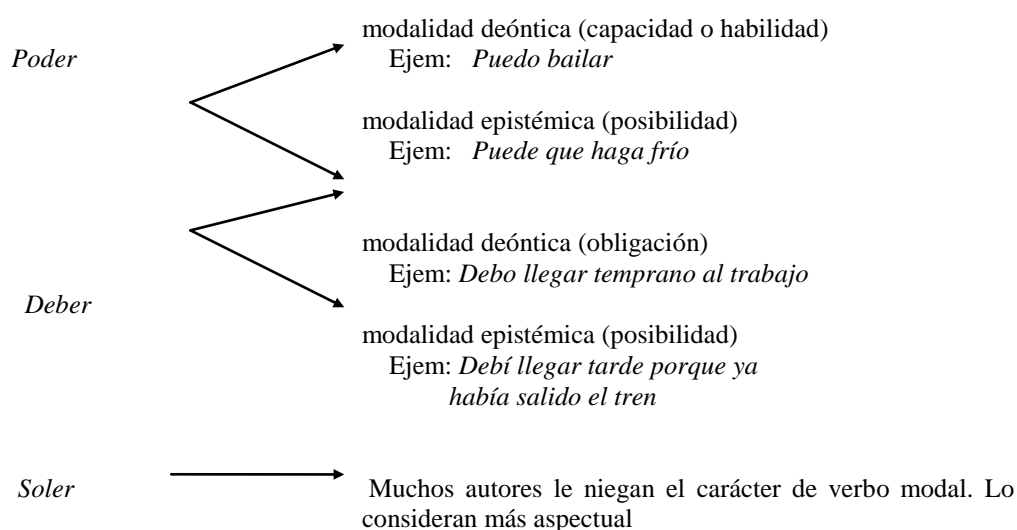 Poder
modalidad deóntica (capacidad o habilidad)
Ejem: Puedo bailar
modalidad epistémica (posibilidad)
Ejem: Puede que haga frío
Deber
modalidad deóntica (obligación)
Ejem: Debo llegar temprano al trabajo
modalidad epistémica (posibilidad)
Ejem: Debí llegar tarde porque ya
había salido el tren
Soler
Muchos autores le niegan el carácter de verbo modal. Lo
consideran más aspectual